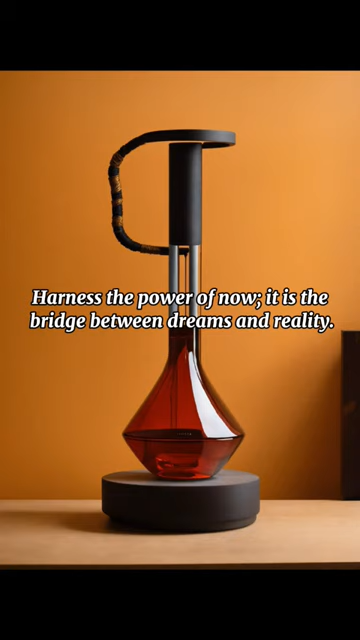 Harness the power of now; it is the
bridge between dreams and reality.